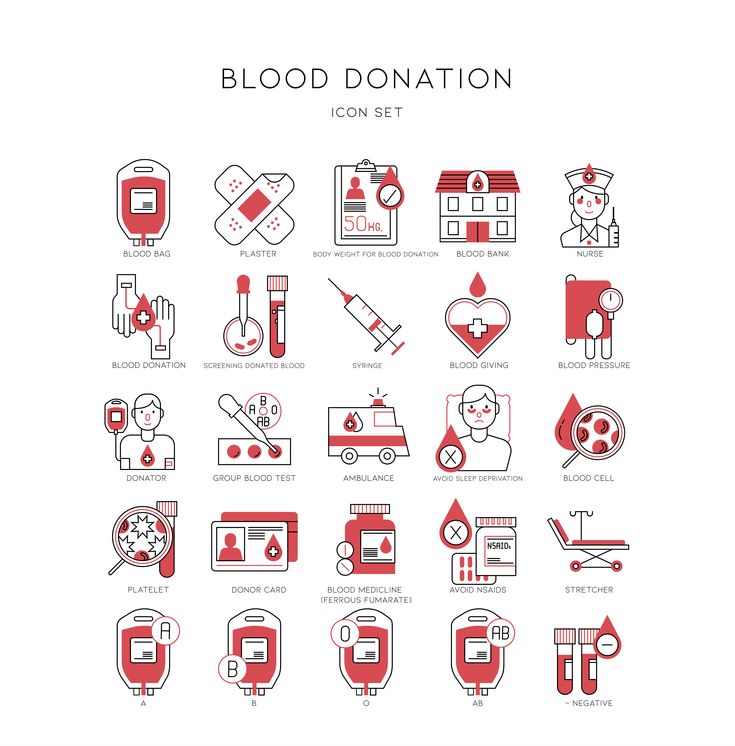 BLOOD DONATION
ICON SET
50KG.
BLOOD BAG
PLASTER
BODY WEIGHT FOR BLOOD DONATION
BLOOD BANK
NURSE
BLOOD DONATION
SCREENING DONATED BLOOD
SYRINGE
BLOOD GIVING
BLOOD PRESSURE
B
A O
AB
X
DONATOR
GROUP BLOOD TEST
AMBULANCE
AVOID SLEEP DEPRIVATION
BLOOD CELL
X
NSAIDs
PLATELET
DONOR CARD
BLOOD MEDICLINE
(FERROUS FUMARATE)
AVOID NSAIDS
STRETCHER
A
B
O
AB
−
A
B
O
AB
- NEGATIVE